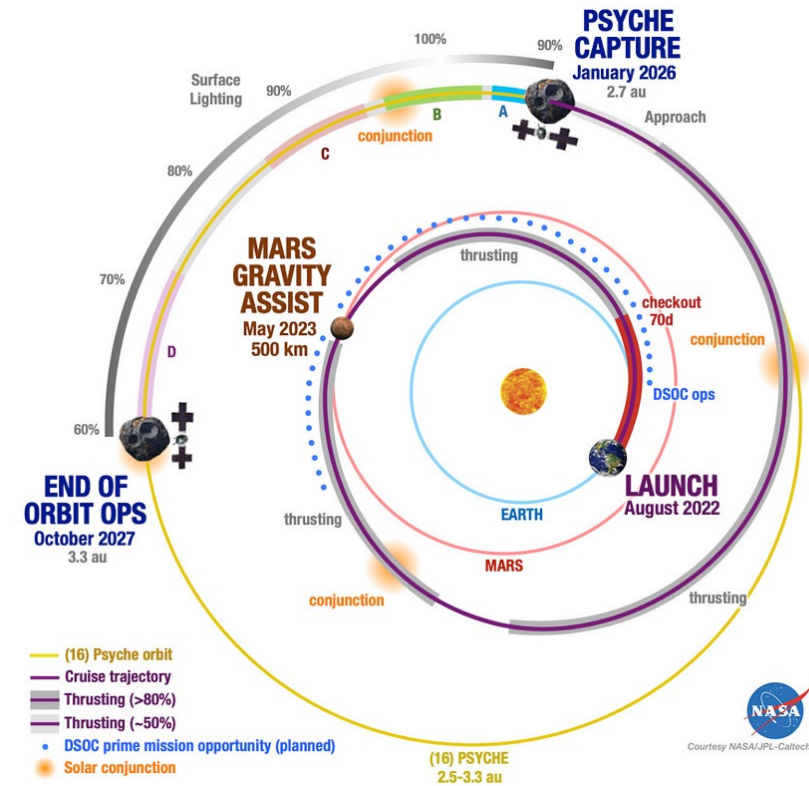 PSYCHE
CAPTURE
January 2026
2.7 au
100%
90%
Surface
Lighting
90%
80%
70%
60%
A
B
C
D
conjunction
Approach
MARS
GRAVITY
ASSIST
May 2023
500 km
thrusting
checkout
70d
conjunction
DSOC ops
LAUNCH
August 2022
END OF
ORBIT OPS
October 2027
3.3 au
EARTH
thrusting
MARS
conjunction
thrusting
(16) Psyche orbit
Cruise trajectory
Thrusting (>80%)
Thrusting (~50%)
DSOC prime mission opportunity (planned)
Solar conjunction
(16) PSYCHE
2.5-3.3 au
NASA
Courtesy NASA/JPL-Caltech